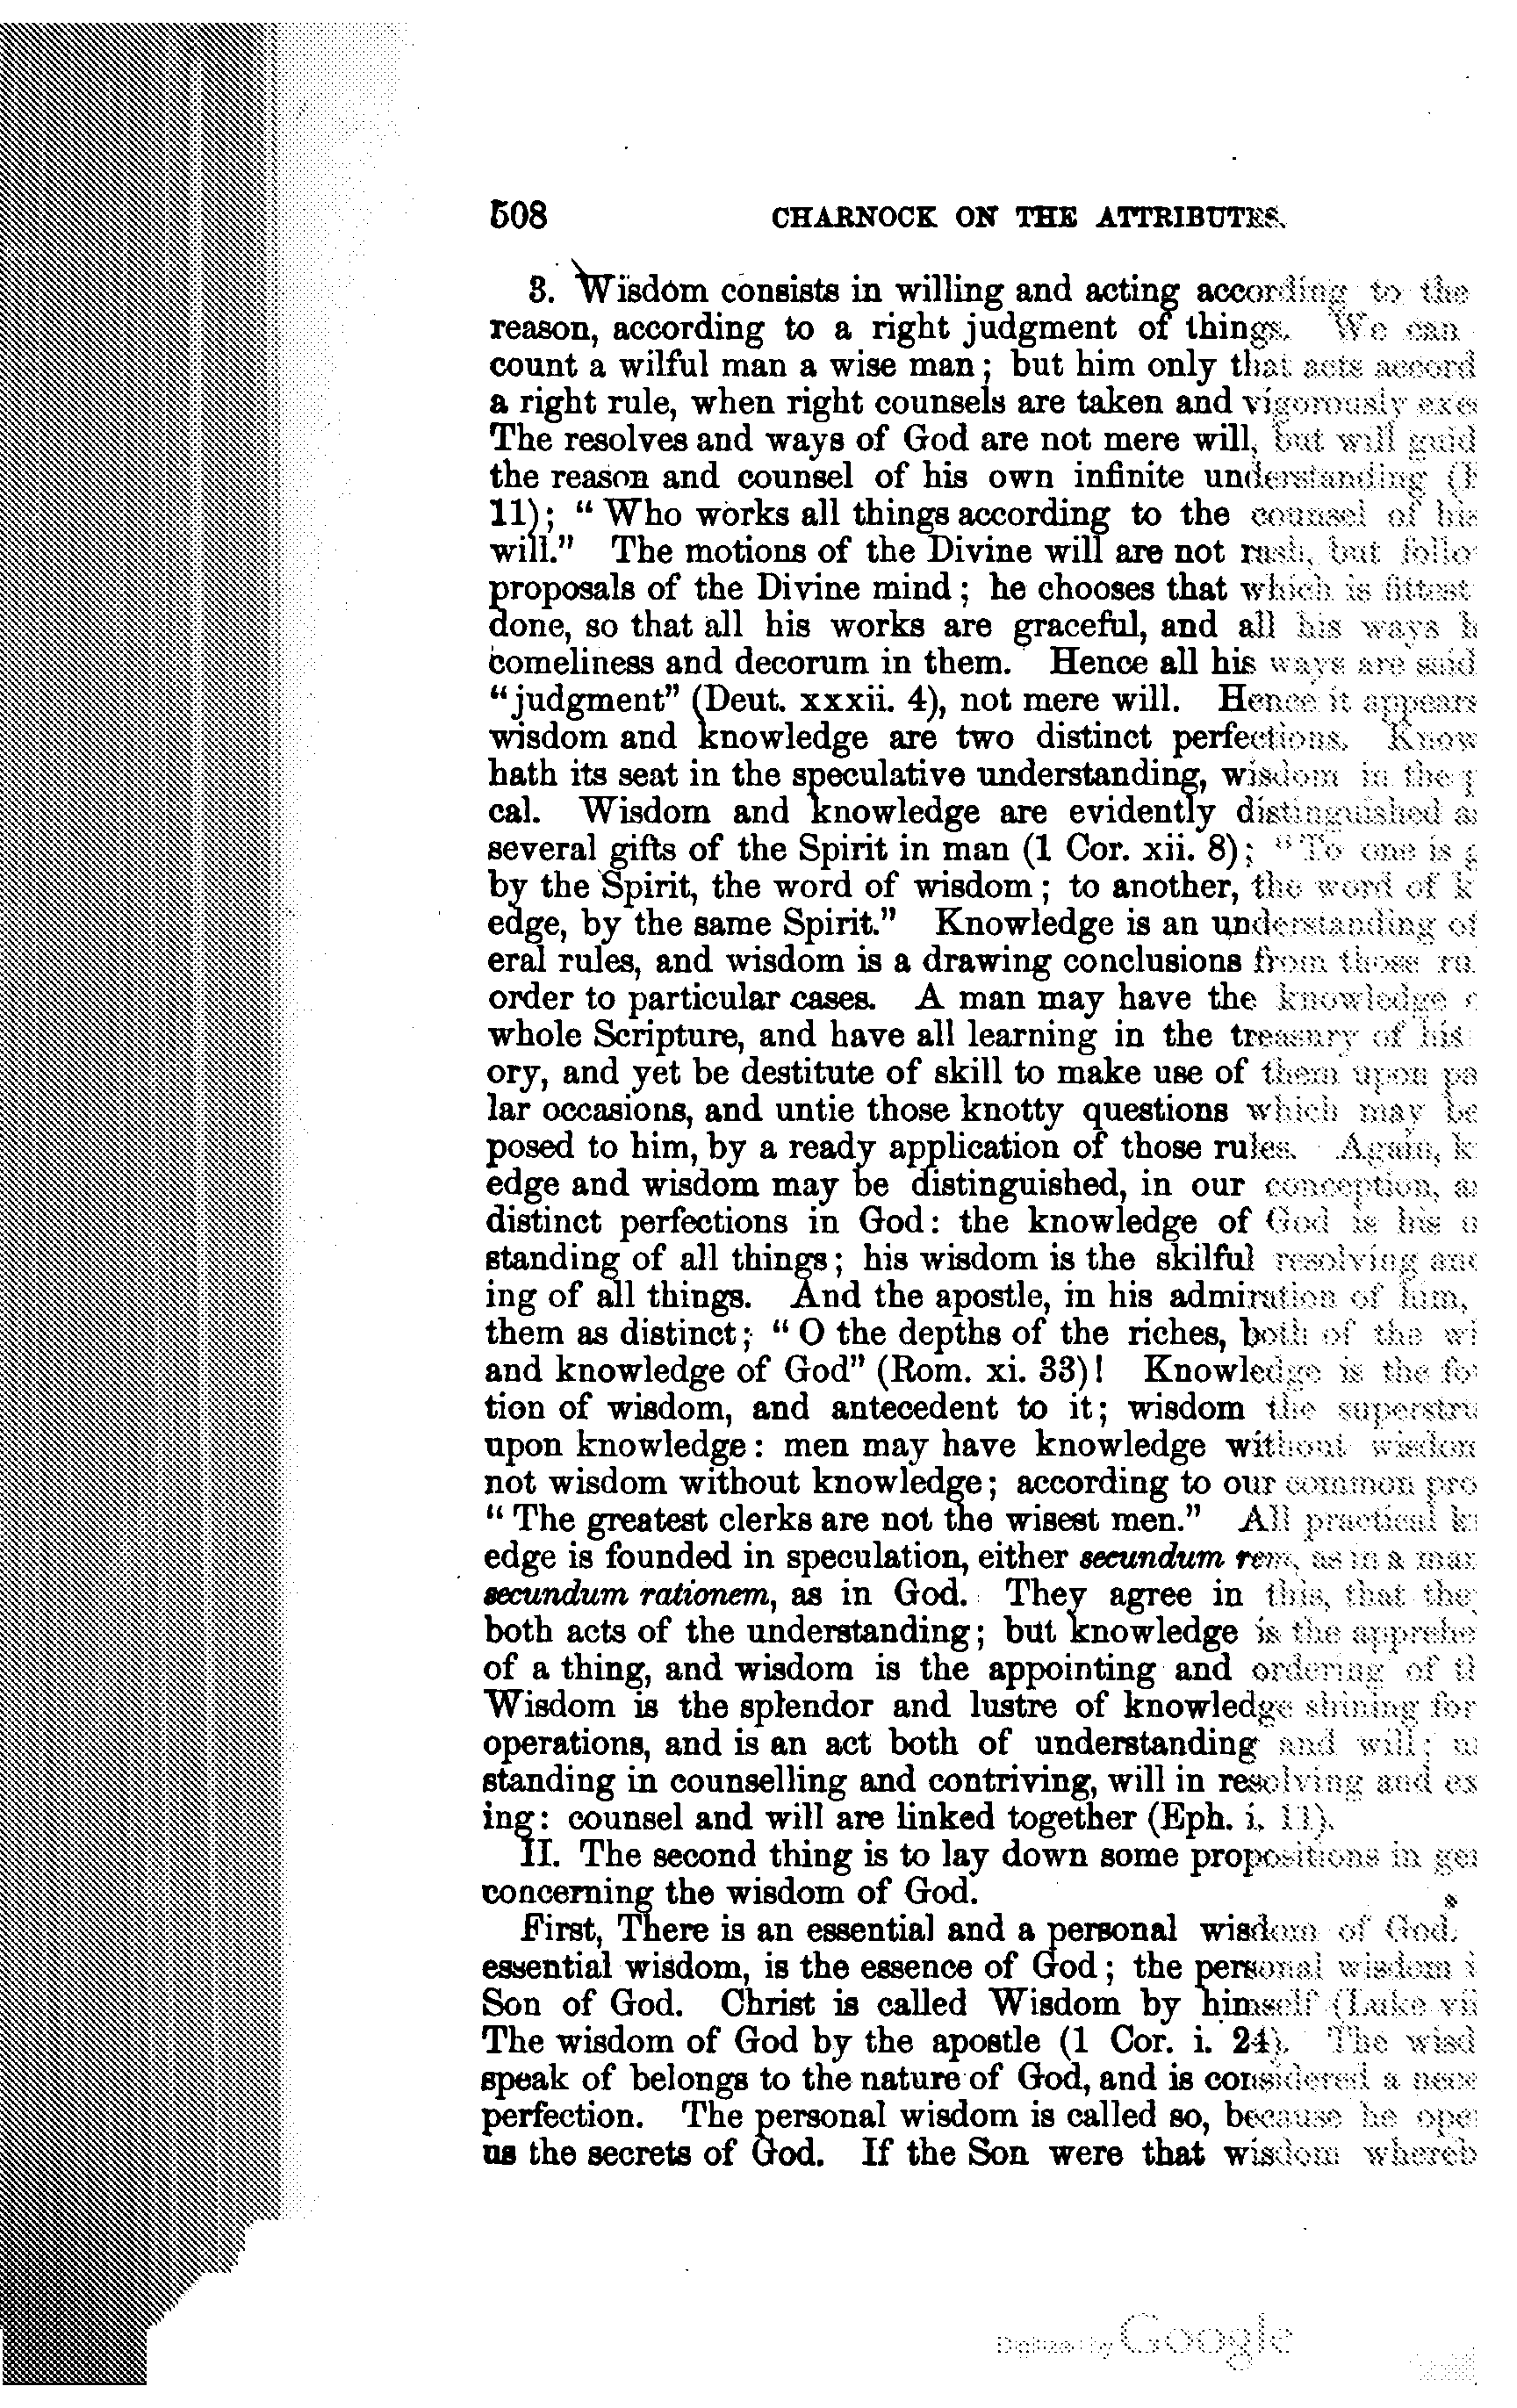 508 CHARNOCK ON THE ATTRIBUTES.
3. Wisdom consists in willing and acting according to the
reason, according to a right judgment of things. We can
count a wilful man a wise man; but him only that acts accord
a right rule, when right counsels are taken and vigorously
The resolves and ways of God are not mere will, but will guid
the reason and counsel of his own infinite understanding
11); “Who works all things according to the counsel of his
will.” The motions of the Divine will are not rash, but follo
proposals of the Divine mind; he chooses that which is fittest
done, so that all his works are graceful, and all his ways
comeliness and decorum in them. Hence all his ways are said
“judgment” (Deut. xxxii. 4), not mere will. Hence it appears
wisdom and knowledge are two distinct perfections. Know
hath its seat in the speculative understanding, wisdom in the
cal. Wisdom and knowledge are evidently distinguished
several gifts of the Spirit in man (1 Cor. xii. 8); “To one is
by the Spirit, the word of wisdom; to another, the word of k
edge, by the same Spirit.” Knowledge is an understanding of
eral rules, and wisdom is a drawing conclusions from those
order to particular cases. A man may have the knowledge
whole Scripture, and have all learning in the treasury of his
ory, and yet be destitute of skill to make use of them upon pa
lar occasions, and untie those knotty questions which may be
posed to him, by a ready application of those rules. Again, k
edge and wisdom may be distinguished, in our conception,
distinct perfections in God: the knowledge of God is his
standing of all things; his wisdom is the skilful resolving and
ing of all things. And the apostle, in his admiration of him,
them as distinct; “O the depths of the riches, both of the wi
and knowledge of God” (Rom. xi. 33)! Knowledge is the
tion of wisdom, and antecedent to it; wisdom the superstru
upon knowledge: men may have knowledge without wisdom
not wisdom without knowledge; according to our common pro
“The greatest clerks are not the wisest men.” All practical
edge is founded in speculation, either secundum rem, as in a man
secundum rationem, as in God. They agree in this, that they
both acts of the understanding; but knowledge is the apprehe
of a thing, and wisdom is the appointing and ordering of
Wisdom is the splendor and lustre of knowledge shining for
operations, and is an act both of understanding and will;
standing in counselling and contriving, will in resolving and ex
ing: counsel and will are linked together (Eph. i. 11).
II. The second thing is to lay down some propositions in gen
concerning the wisdom of God.
First, There is an essential and a personal wisdom of God.
essential wisdom, is the essence of God; the personal wisdom
Son of God. Christ is called Wisdom by himself (Luke vii
The wisdom of God by the apostle (1 Cor. i. 24). The wisd
speak of belongs to the nature of God, and is considered a nece
perfection. The personal wisdom is called so, because he ope
us the secrets of God. If the Son were that wisdom whereb
Digitized by Google